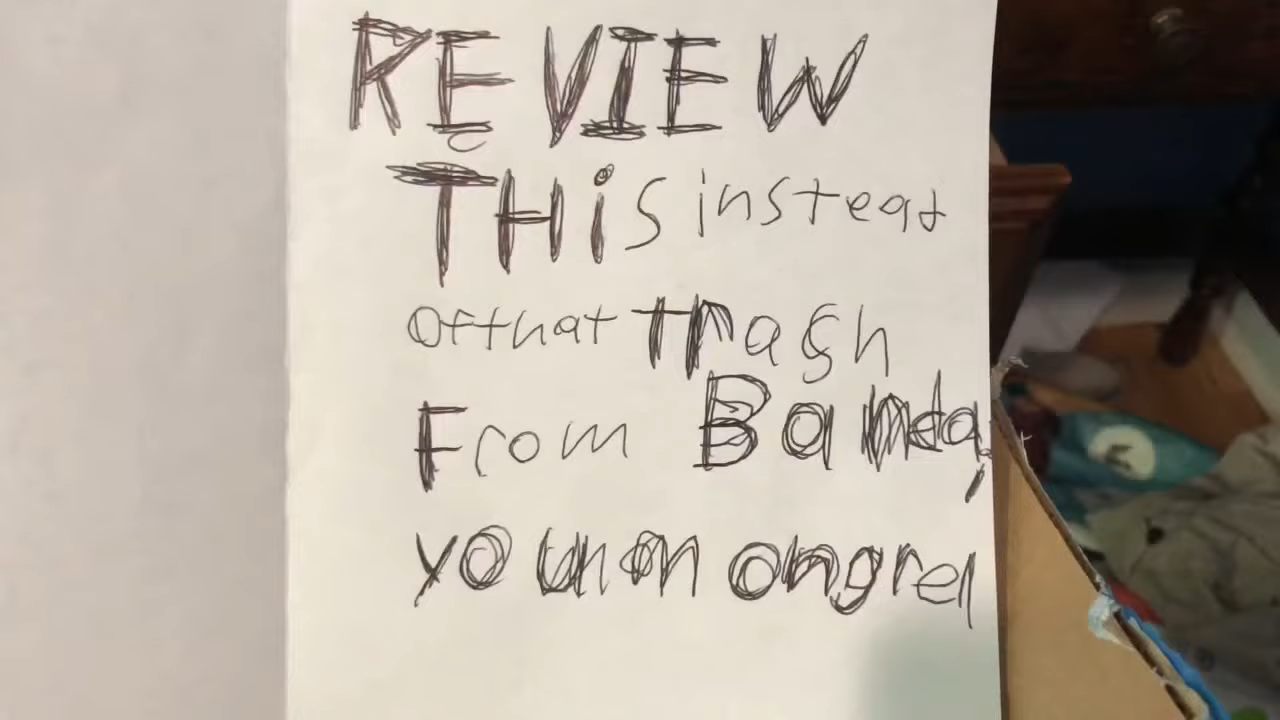 REVIEW
THis instead
Of that trash
From Banda,
you mongrel